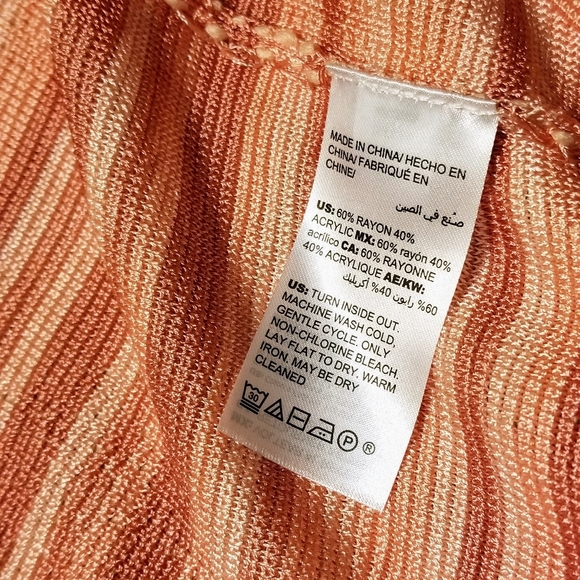 MADE IN CHINA/ HECHO EN
CHINA/ FABRIQUÉ EN
CHINE/
صنع في الصين
US: 60% RAYON 40%
ACRYLIC MX: 60% rayón 40%
acrílico CA: 60% RAYONNE
40% ACRYLIQUE AE/KW:
60% رايون 40% أكريليك
US: TURN INSIDE OUT.
MACHINE WASH COLD,
GENTLE CYCLE. ONLY
NON-CHLORINE BLEACH.
LAY FLAT TO DRY. WARM
IRON. MAY BE DRY
CLEANED
30 P ®